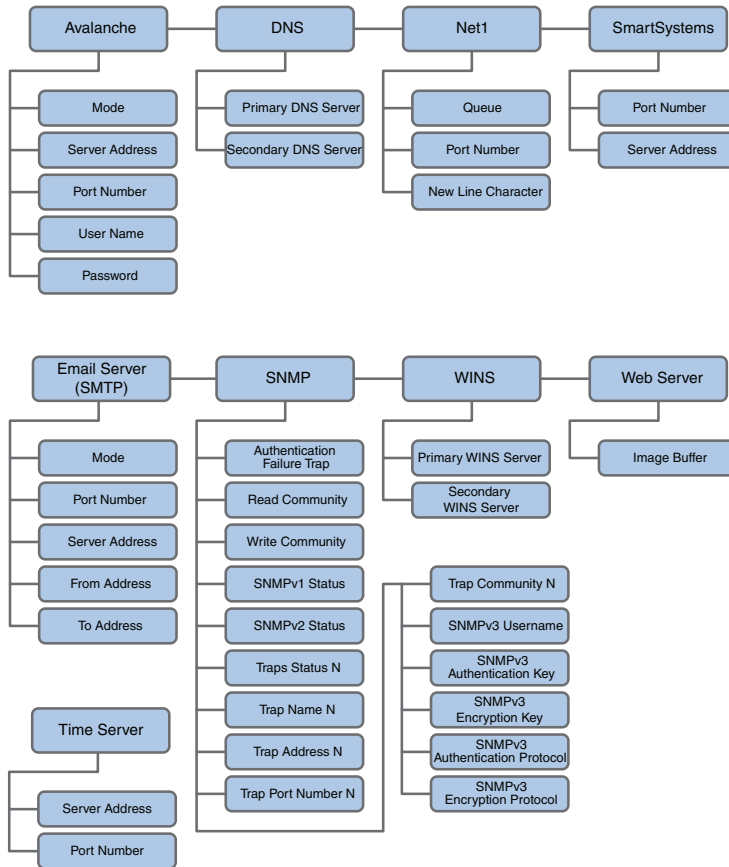 Avalanche
DNS
Net1
SmartSystems
Mode
Server Address
Port Number
User Name
Password
Primary DNS Server
Secondary DNS Server
Queue
Port Number
New Line Character
Port Number
Server Address
Email Server
(SMTP)
SNMP
WINS
Web Server
Mode
Port Number
Server Address
From Address
To Address
Authentication
Failure Trap
Read Community
Write Community
SNMPv1 Status
SNMPv2 Status
Traps Status N
Trap Name N
Trap Address N
Trap Port Number N
Trap Community N
SNMPv3 Username
SNMPv3
Authentication Key
SNMPv3
Encryption Key
SNMPv3
Authentication Protocol
SNMPv3
Encryption Protocol
Primary WINS Server
Secondary
WINS Server
Image Buffer
Time Server
Server Address
Port Number